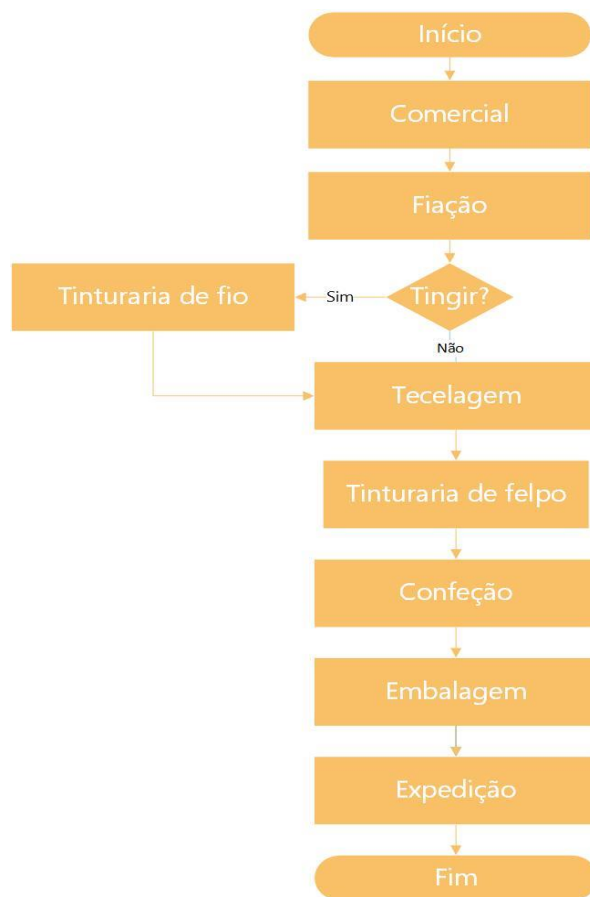 Início
Comercial
Fiação
Tingir?
Sim
Tinturaria de fio
Não
Tecelagem
Tinturaria de felpo
Confeção
Embalagem
Expedição
Fim